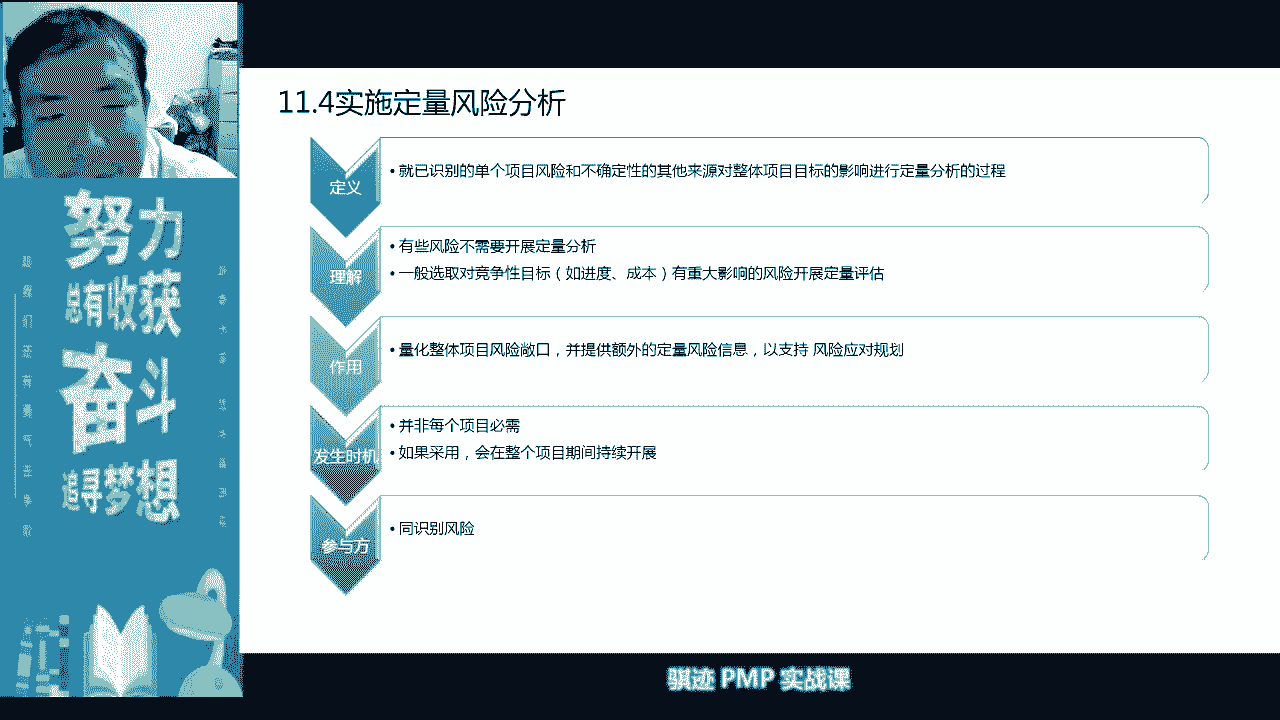 11.4实施定量风险分析
定义
• 就已识别的单个项目风险和不确定性的其他来源对整体项目目标的影响进行定量分析的过程
理解
• 有些风险不需要开展定量分析
• 一般选取对竞争性目标（如进度、成本）有重大影响的风险开展定量评估
作用
• 量化整体项目风险敞口，并提供额外的定量风险信息，以支持 风险应对规划
发生时机
• 并非每个项目必需
• 如果采用，会在整个项目期间持续开展
参与方
• 同识别风险
努力
总有收获
奋斗
追寻梦想
骐迹 PMP 实战课